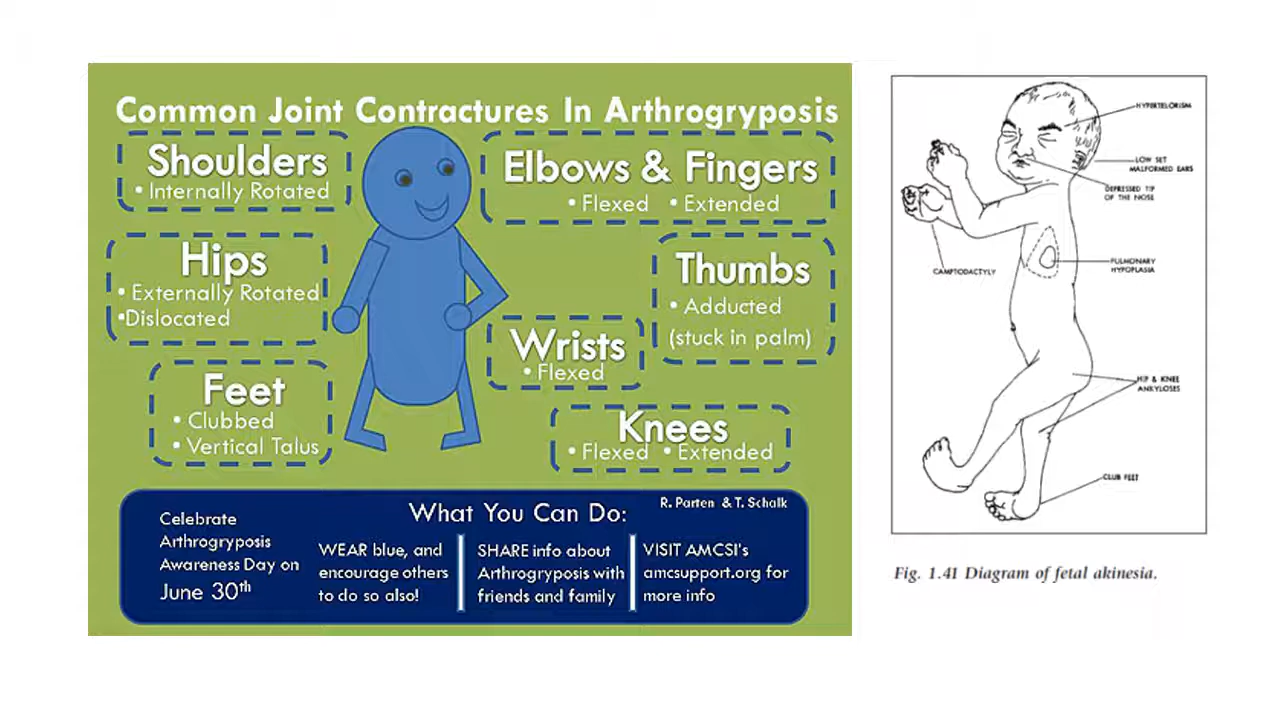 Common Joint Contractures In Arthrogryposis
Shoulders
• Internally Rotated
Elbows & Fingers
• Flexed • Extended
Hips
• Externally Rotated
•Dislocated
Thumbs
• Adducted
(stuck in palm)
Wrists
• Flexed
Feet
• Clubbed
• Vertical Talus
Knees
• Flexed • Extended
What You Can Do:
R. Parten & T. Schalk
Celebrate
Arthrogryposis
Awareness Day on
June 30th
WEAR blue, and
encourage others
to do so also!
SHARE info about
Arthrogryposis with
friends and family
VISIT AMCSI's
amcsupport.org for
more info
HYPERTELORISM
LOW SET
MALFORMED EARS
DEPRESSED TIP
OF THE NOSE
CAMPTODACTYLY
PULMONARY
HYPOPLASIA
HIP & KNEE
ANKYLOSES
CLUB FEET
Fig. 1.41 Diagram of fetal akinesia.